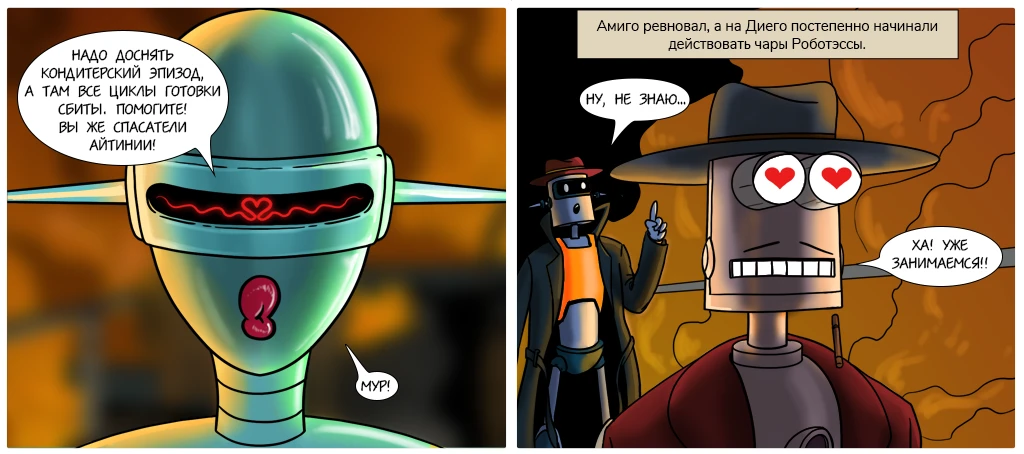 НАДО ДОСНЯТЬ
КОНДИТЕРСКИЙ ЭПИЗОД,
А ТАМ ВСЕ ЦИКЛЫ ГОТОВКИ
СБИТЫ. ПОМОГИТЕ!
ВЫ ЖЕ СПАСАТЕЛИ
АЙТИНИИ!
МУР!
Амиго ревновал, а на Диего постепенно начинали
действовать чары Роботэссы.
НУ, НЕ ЗНАЮ...
ХА! УЖЕ
ЗАНИМАЕМСЯ!!